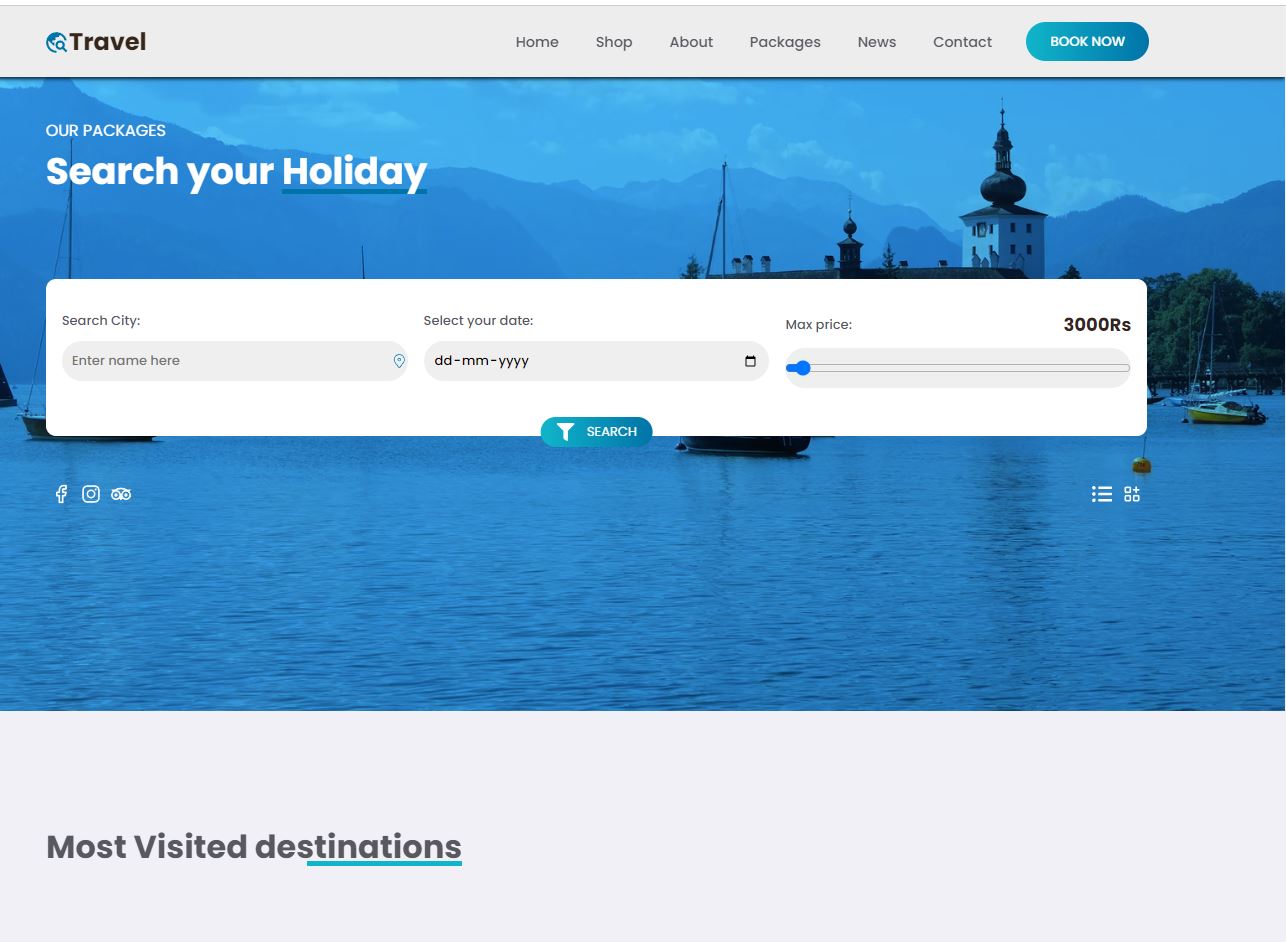 Travel
Home Shop About Packages News Contact BOOK NOW
OUR PACKAGES
Search your Holiday
Search City: Select your date: Max price: 3000Rs
Enter name here dd-mm-yyyy
SEARCH
Most Visited destinations